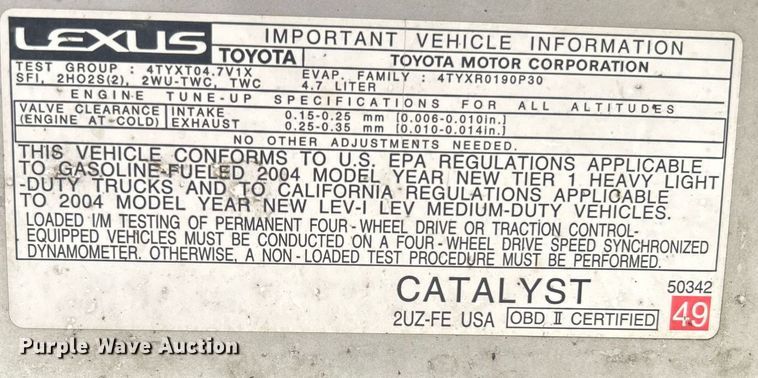 LEXUS TOYOTA IMPORTANT VEHICLE INFORMATION
TOYOTA MOTOR CORPORATION
TEST GROUP : 4TYXT04.7V1X EVAP. FAMILY : 4TYXR0190P30
SFI, 2HO2S(2), 2WU-TWC, TWC 4.7 LITER
ENGINE TUNE-UP SPECIFICATIONS FOR ALL ALTITUDES
VALVE CLEARANCE INTAKE 0.15-0.25 mm [0.006-0.010in.]
(ENGINE AT-COLD) EXHAUST 0.25-0.35 mm [0.010-0.014in.]
NO OTHER ADJUSTMENTS NEEDED.
THIS VEHICLE CONFORMS TO U.S. EPA REGULATIONS APPLICABLE
TO GASOLINE-FUELED 2004 MODEL YEAR NEW TIER 1 HEAVY LIGHT
-DUTY TRUCKS AND TO CALIFORNIA REGULATIONS APPLICABLE
TO 2004 MODEL YEAR NEW LEV-I LEV MEDIUM-DUTY VEHICLES.
LOADED I/M TESTING OF PERMANENT FOUR-WHEEL DRIVE OR TRACTION CONTROL-
EQUIPPED VEHICLES MUST BE CONDUCTED ON A FOUR-WHEEL DRIVE SPEED SYNCHRONIZED
DYNAMOMETER. OTHERWISE, A NON-LOADED TEST PROCEDURE MUST BE PERFORMED.
CATALYST 50342
2UZ-FE USA OBD II CERTIFIED 49
Purple Wave Auction